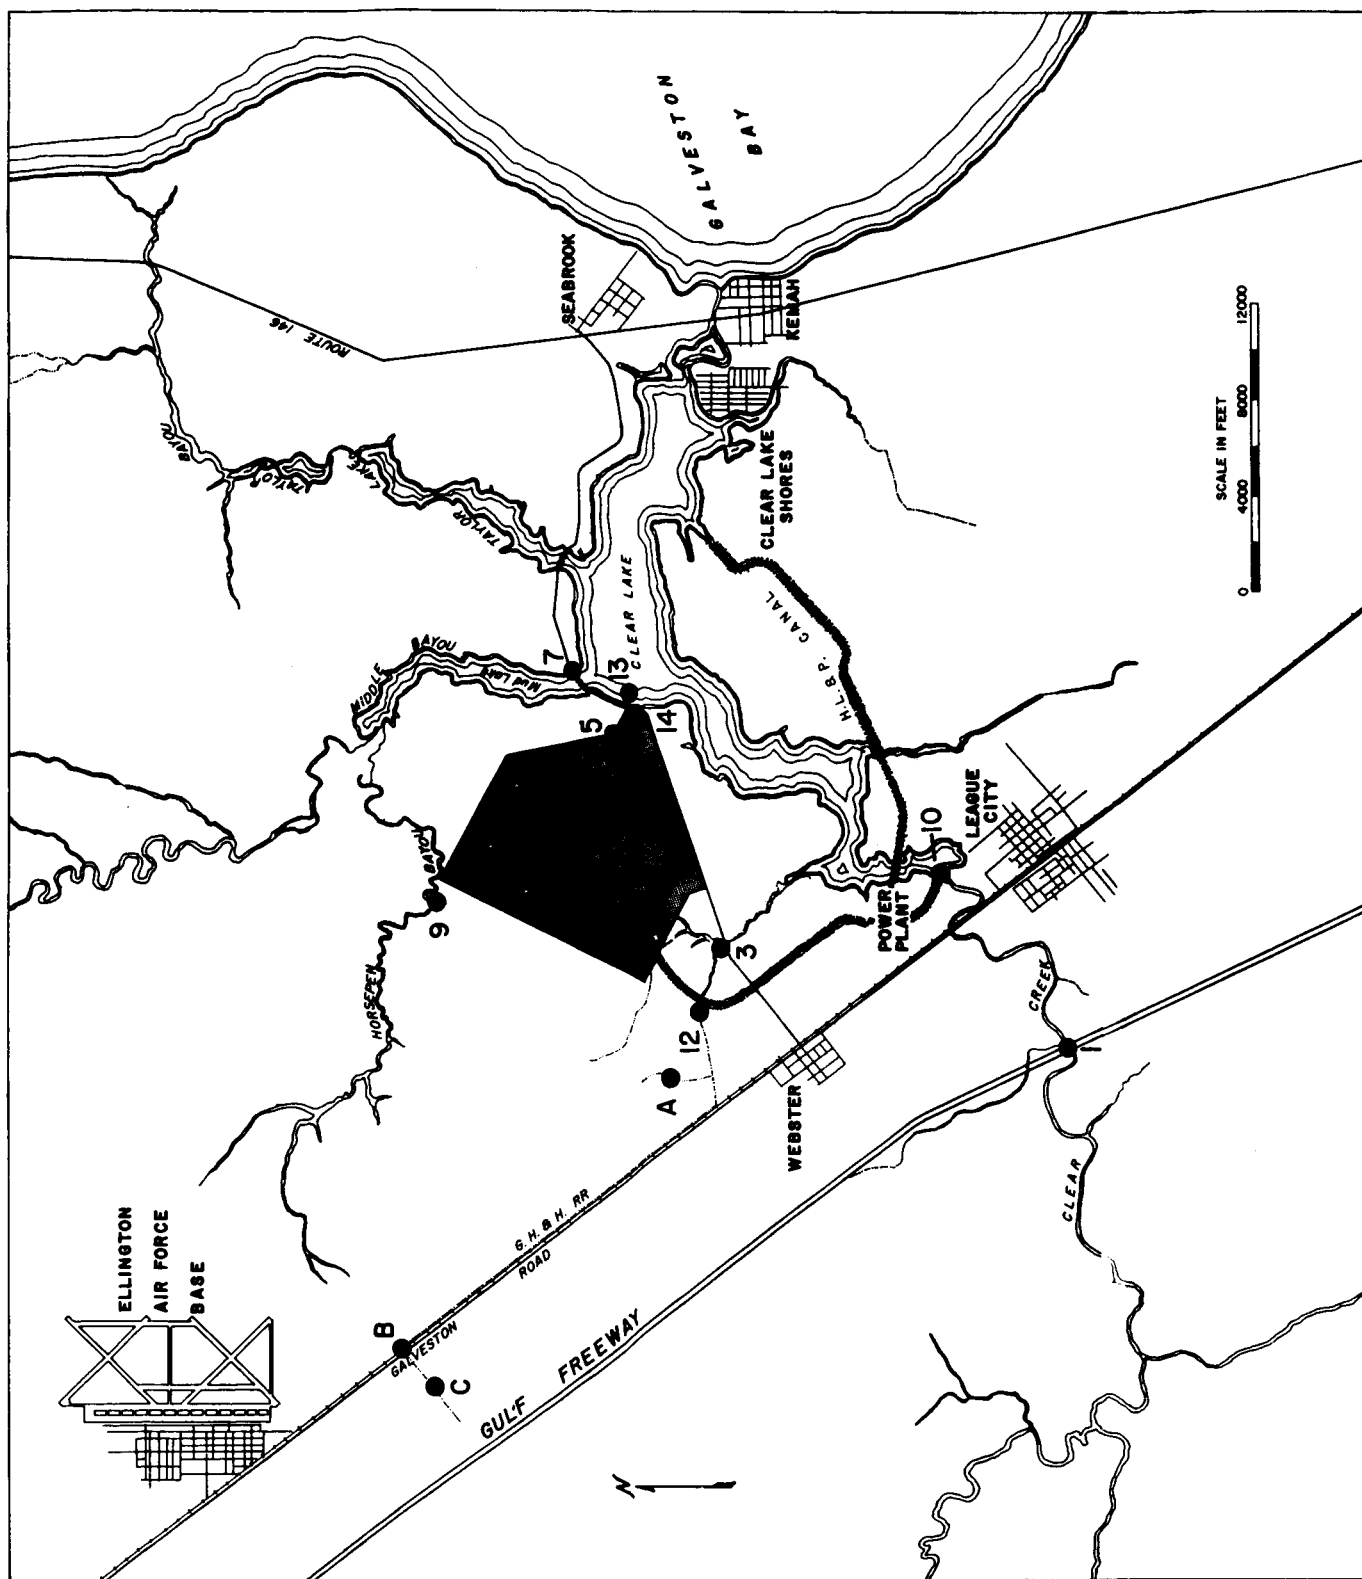 GALVESTON
BAY
SEABROOK
KEMAH
ROUTE 146
BAYOU
TAYLOR
LAKE
TAYLOR
CLEAR LAKE
SHORES
CLEAR LAKE
SCALE IN FEET
0 4000 8000 12000
MIDDLE BAYOU
Mud Lake
7
13
5
14
H.L.&P. CANAL
BAYOU
HORSEPEN
9
10
LEAGUE
CITY
POWER
PLANT
3
12
A
WEBSTER
CREEK
CLEAR
1
ELLINGTON
AIR FORCE
BASE
G.H.&H. RR
GALVESTON ROAD
B
C
GULF FREEWAY
N